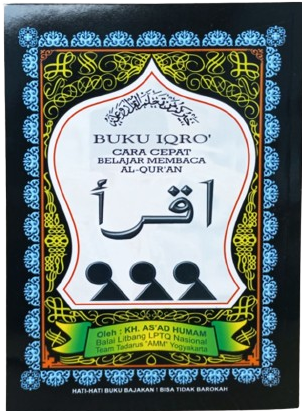 BUKU IQRO'
CARA CEPAT
BELAJAR MEMBACA
AL-QUR'AN
اقرأ
Oleh : KH. AS'AD HUMAM
Balai Litbang LPTQ Nasional
Team Tadarus "AMM" Yogyakarta
HATI-HATI BUKU BAJAKAN ! BISA TIDAK BAROKAH